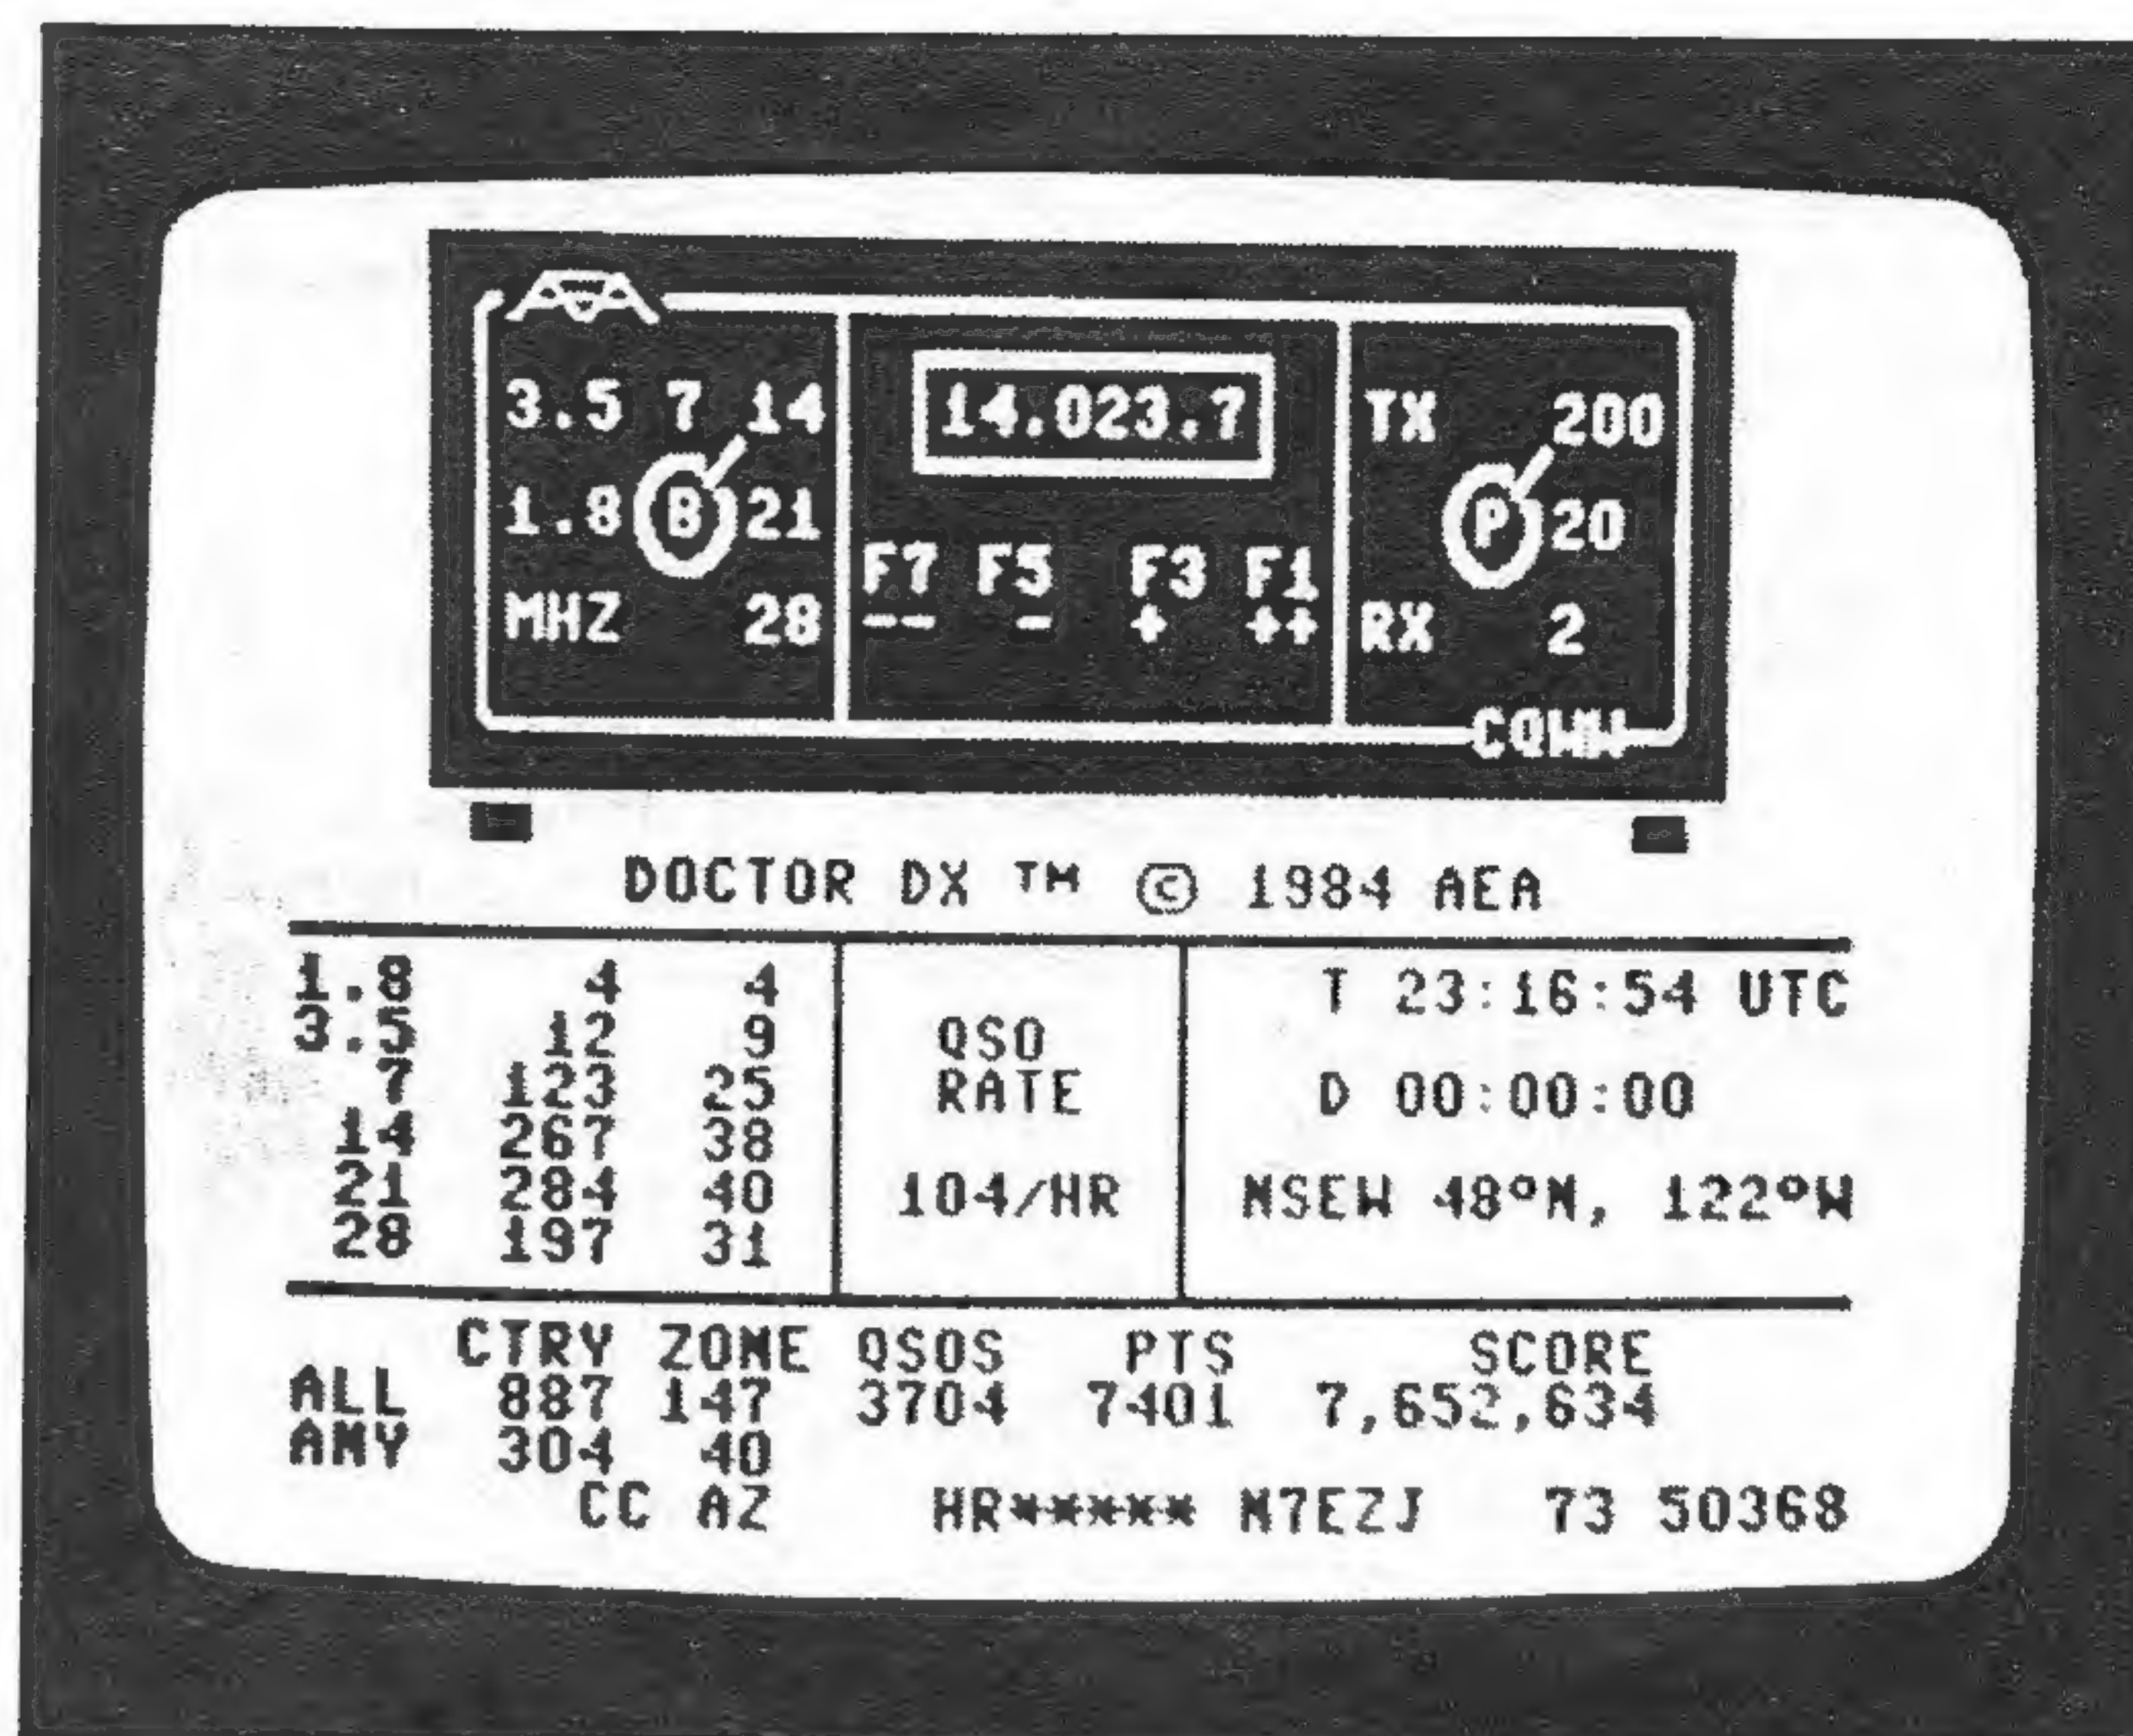 3.5 7 14
1.8 B 21
MHZ 28
14.023.7
F7 F5 F3 F1
-- - + ++
TX 200
P 20
RX 2
CQWW
DOCTOR DX ™ © 1984 AEA
1.8 4 4
3.5 12 9
7 123 25
14 267 38
21 284 40
28 197 31
QSO
RATE
104/HR
T 23:16:54 UTC
D 00:00:00
NSEW 48°N, 122°W
CTRY ZONE QSOS PTS SCORE
ALL 887 147 3704 7401 7,652,634
ANY 304 40
CC AZ HR***** N7EZJ 73 50368